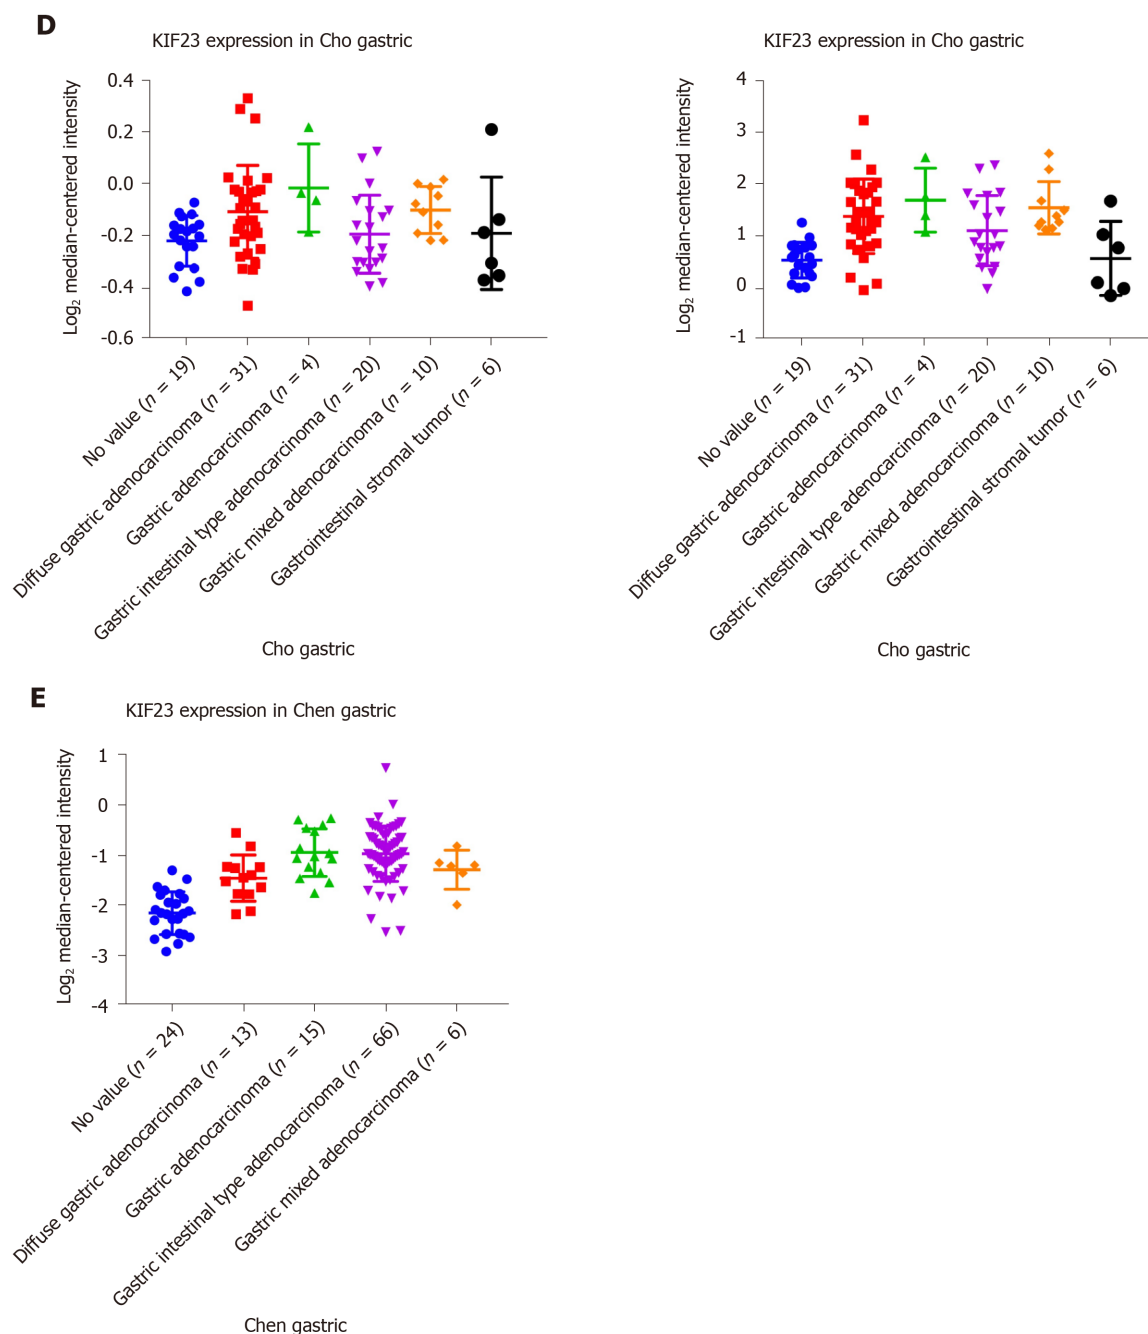 D
KIF23 expression in Cho gastric
Log2 median-centered intensity
0.4
0.2
0.0
-0.2
-0.4
-0.6
No value (n = 19)
Diffuse gastric adenocarcinoma (n = 31)
Gastric adenocarcinoma (n = 4)
Gastric intestinal type adenocarcinoma (n = 20)
Gastric mixed adenocarcinoma (n = 10)
Gastrointestinal stromal tumor (n = 6)
Cho gastric
KIF23 expression in Cho gastric
Log2 median-centered intensity
4
3
2
1
0
-1
No value (n = 19)
Diffuse gastric adenocarcinoma (n = 31)
Gastric adenocarcinoma (n = 4)
Gastric intestinal type adenocarcinoma (n = 20)
Gastric mixed adenocarcinoma (n = 10)
Gastrointestinal stromal tumor (n = 6)
Cho gastric
E
KIF23 expression in Chen gastric
Log2 median-centered intensity
1
0
-1
-2
-3
-4
No value (n = 24)
Diffuse gastric adenocarcinoma (n = 13)
Gastric adenocarcinoma (n = 15)
Gastric intestinal type adenocarcinoma (n = 66)
Gastric mixed adenocarcinoma (n = 6)
Chen gastric